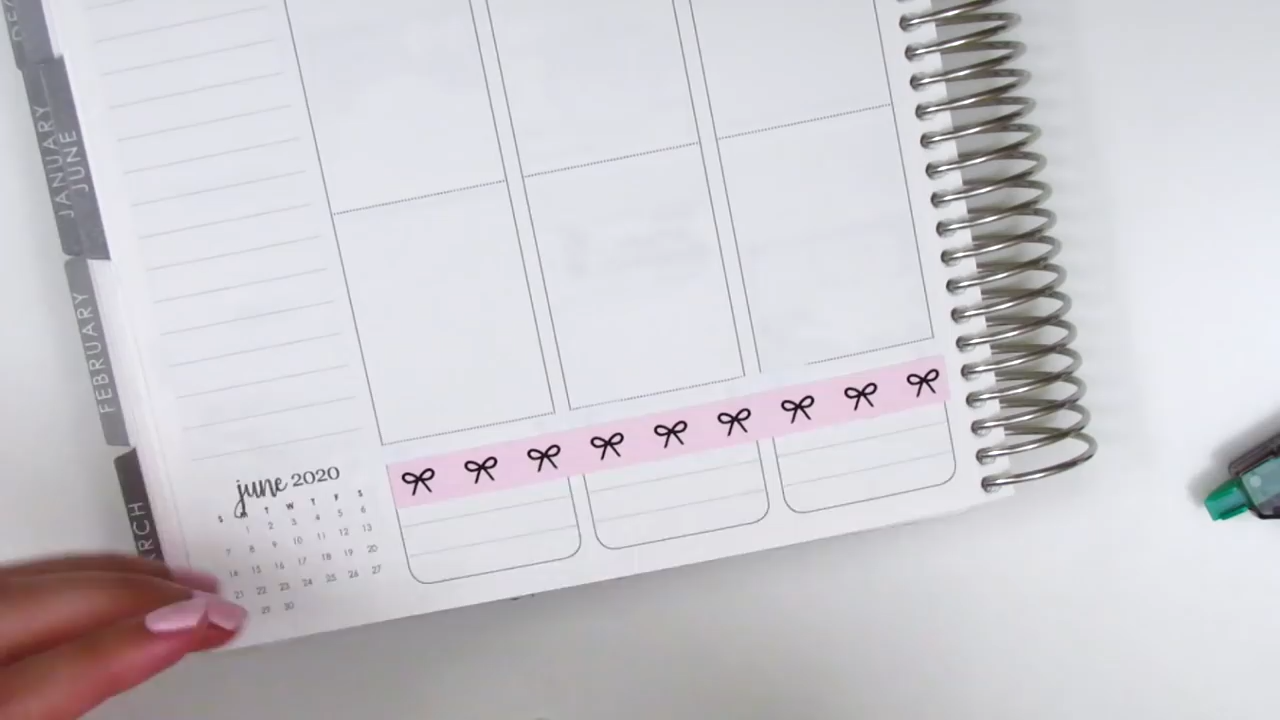 JANUARY
JUNE
FEBRUARY
june 2020
S M T W T F S
1 2 3 4 5 6
7 8 9 10 11 12 13
14 15 16 17 18 19 20
21 22 23 24 25 26 27
29 30